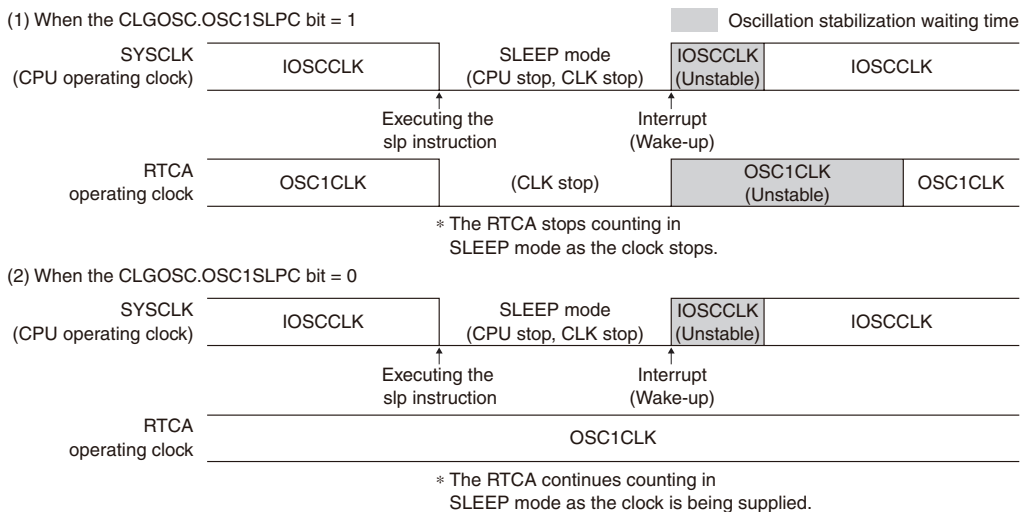 (1) When the CLGOSC.OSC1SLPC bit = 1
Oscillation stabilization waiting time
SYSCLK
(CPU operating clock)
IOSCCLK
SLEEP mode
(CPU stop, CLK stop)
IOSCCLK
(Unstable)
IOSCCLK
Executing the
slp instruction
Interrupt
(Wake-up)
RTCA
operating clock
OSC1CLK
(CLK stop)
OSC1CLK
(Unstable)
OSC1CLK
* The RTCA stops counting in
SLEEP mode as the clock stops.
(2) When the CLGOSC.OSC1SLPC bit = 0
SYSCLK
(CPU operating clock)
IOSCCLK
SLEEP mode
(CPU stop, CLK stop)
IOSCCLK
(Unstable)
IOSCCLK
Executing the
slp instruction
Interrupt
(Wake-up)
RTCA
operating clock
OSC1CLK
* The RTCA continues counting in
SLEEP mode as the clock is being supplied.